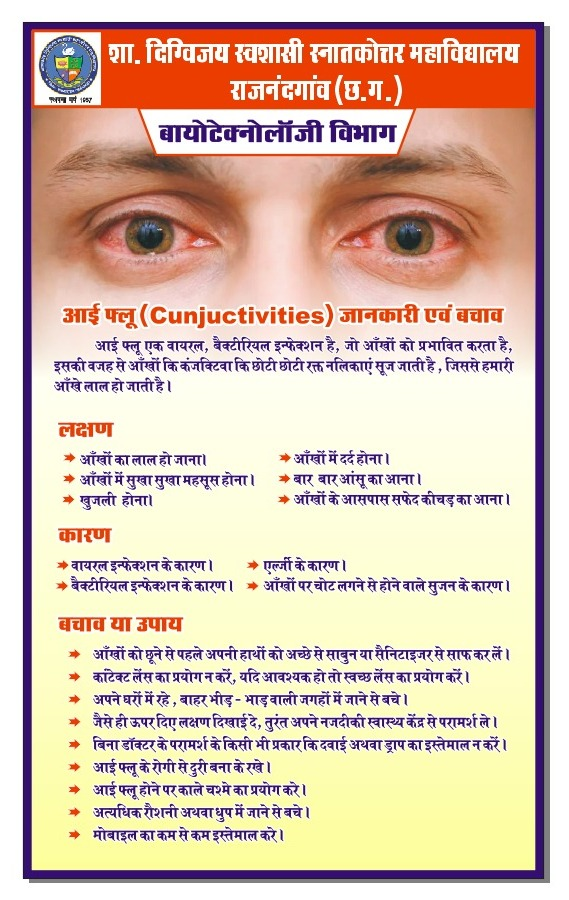 शा. दिग्विजय स्वशासी स्नातकोत्तर महाविद्यालय
राजनंदगांव (छ.ग.)
स्थापना वर्ष 1957
बायोटेक्नोलॉजी विभाग
आई फ्लू (Cunjuctivities) जानकारी एवं बचाव
आई फ्लू एक वायरल, बैक्टीरियल इन्फेक्शन है, जो आँखों को प्रभावित करता है,
इसकी वजह से आँखों कि कंजक्टिवा कि छोटी छोटी रक्त नलिकाएं सूज जाती है , जिससे हमारी
आँखे लाल हो जाती है।
लक्षण
आँखों का लाल हो जाना।
आँखों में दर्द होना।
आँखों में सुखा सुखा महसूस होना।
बार बार आंसू का आना।
खुजली होना।
आँखों के आसपास सफेद कीचड़ का आना।
कारण
वायरल इन्फेक्शन के कारण।
एर्ल्जी के कारण।
बैक्टीरियल इन्फेक्शन के कारण।
आँखों पर चोट लगने से होने वाले सुजन के कारण।
बचाव या उपाय
आँखों को छूने से पहले अपनी हाथों को अच्छे से साबुन या सैनिटाइजर से साफ कर लें।
कांटेक्ट लेंस का प्रयोग न करें, यदि आवश्यक हो तो स्वच्छ लेंस का प्रयोग करें।
अपने घरों में रहे , बाहर भीड़ - भाड़ वाली जगहों में जाने से बचे।
जैसे ही ऊपर दिए लक्षण दिखाई दे, तुरंत अपने नजदीकी स्वास्थ्य केंद्र से परामर्श ले।
बिना डॉक्टर के परामर्श के किसी भी प्रकार कि दवाई अथवा ड्राप का इस्तेमाल न करें।
आई फ्लू के रोगी से दुरी बना के रखे।
आई फ्लू होने पर काले चश्मे का प्रयोग करे।
अत्यधिक रौशनी अथवा धुप में जाने से बचे।
मोबाइल का कम से कम इस्तेमाल करे।